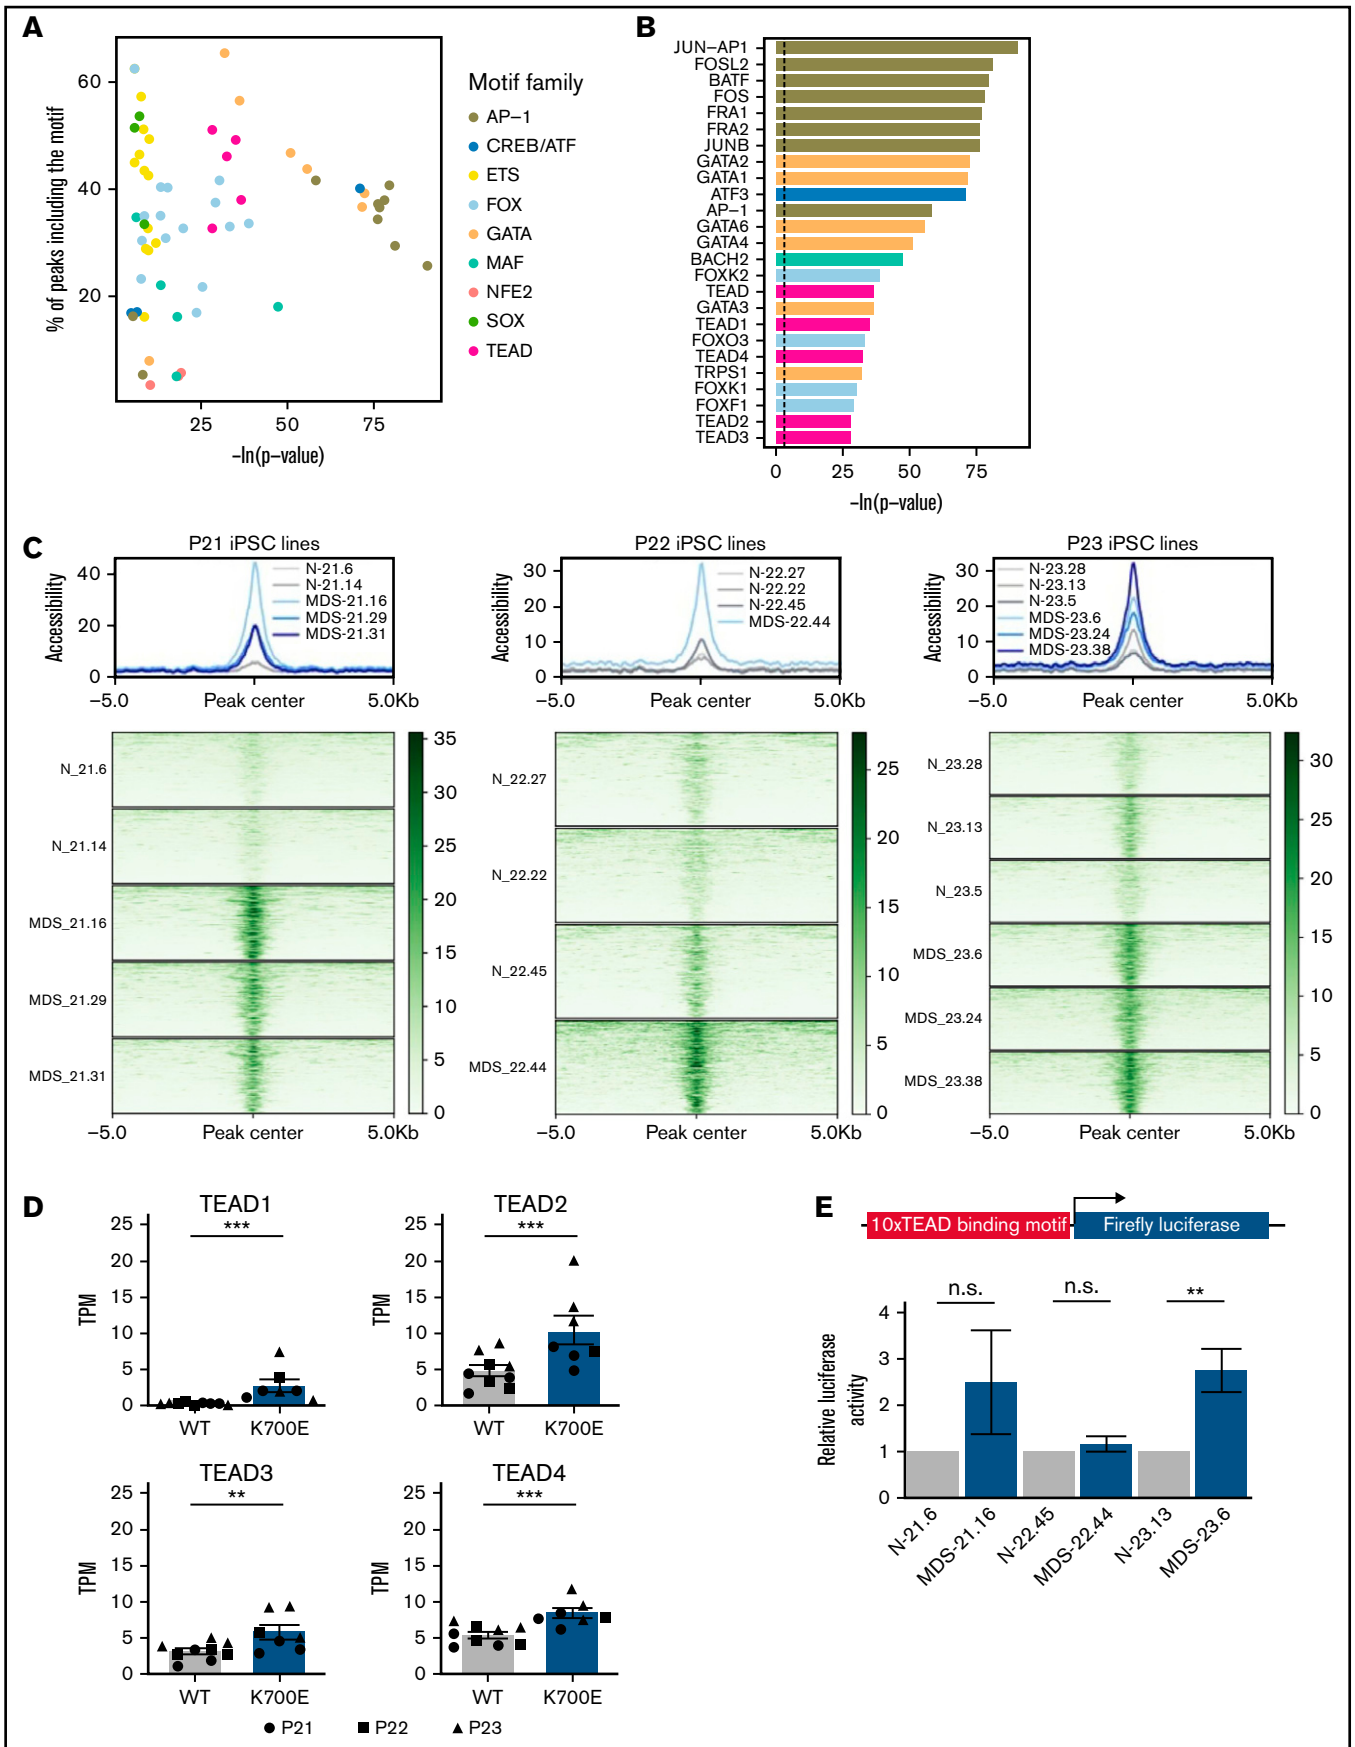 A
% of peaks including the motif
60
40
20
25 50 75
–ln(p–value)
Motif family
AP–1
CREB/ATF
ETS
FOX
GATA
MAF
NFE2
SOX
TEAD
B
JUN–AP1
FOSL2
BATF
FOS
FRA1
FRA2
JUNB
GATA2
GATA1
ATF3
AP–1
GATA6
GATA4
BACH2
FOXK2
TEAD
GATA3
TEAD1
FOXO3
TEAD4
TRPS1
FOXK1
FOXF1
TEAD2
TEAD3
0 25 50 75
–ln(p–value)
C
P21 iPSC lines
Accessibility
40
20
0
N-21.6
N-21.14
MDS-21.16
MDS-21.29
MDS-21.31
–5.0 Peak center 5.0Kb
N_21.6
N_21.14
MDS_21.16
MDS_21.29
MDS_21.31
35
30
25
20
15
10
5
0
–5.0 Peak center 5.0Kb
P22 iPSC lines
Accessibility
30
20
10
0
N-22.27
N-22.22
N-22.45
MDS-22.44
–5.0 Peak center 5.0Kb
N_22.27
N_22.22
N_22.45
MDS_22.44
25
20
15
10
5
0
–5.0 Peak center 5.0Kb
P23 iPSC lines
Accessibility
30
20
10
0
N-23.28
N-23.13
N-23.5
MDS-23.6
MDS-23.24
MDS-23.38
–5.0 Peak center 5.0Kb
N_23.28
N_23.13
N_23.5
MDS_23.6
MDS_23.24
MDS_23.38
30
25
20
15
10
5
0
–5.0 Peak center 5.0Kb
D
TEAD1
***
TPM
25
20
15
10
5
0
WT K700E
TEAD2
***
TPM
25
20
15
10
5
0
WT K700E
TEAD3
**
TPM
25
20
15
10
5
0
WT K700E
TEAD4
***
TPM
25
20
15
10
5
0
WT K700E
P21 P22 P23
E
10xTEAD binding motif Firefly luciferase
n.s. n.s. **
Relative luciferase
activity
4
3
2
1
0
N-21.6
MDS-21.16
N-22.45
MDS-22.44
N-23.13
MDS-23.6